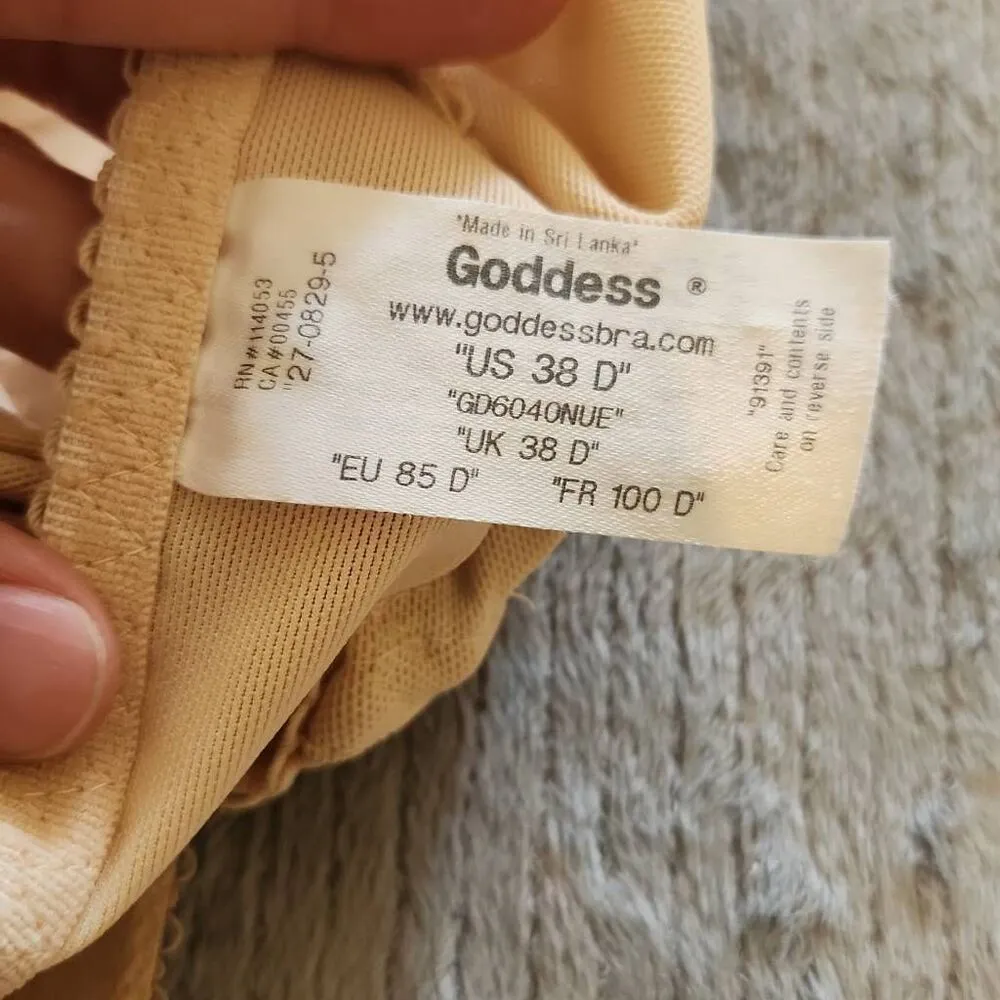 "Made in Sri Lanka"
Goddess ®
www.goddessbra.com
"US 38 D"
"GD6040NUE"
"UK 38 D"
"EU 85 D" "FR 100 D"
RN#114053
CA#00455
"27-0829-5
"91391"
Care and contents
on reverse side